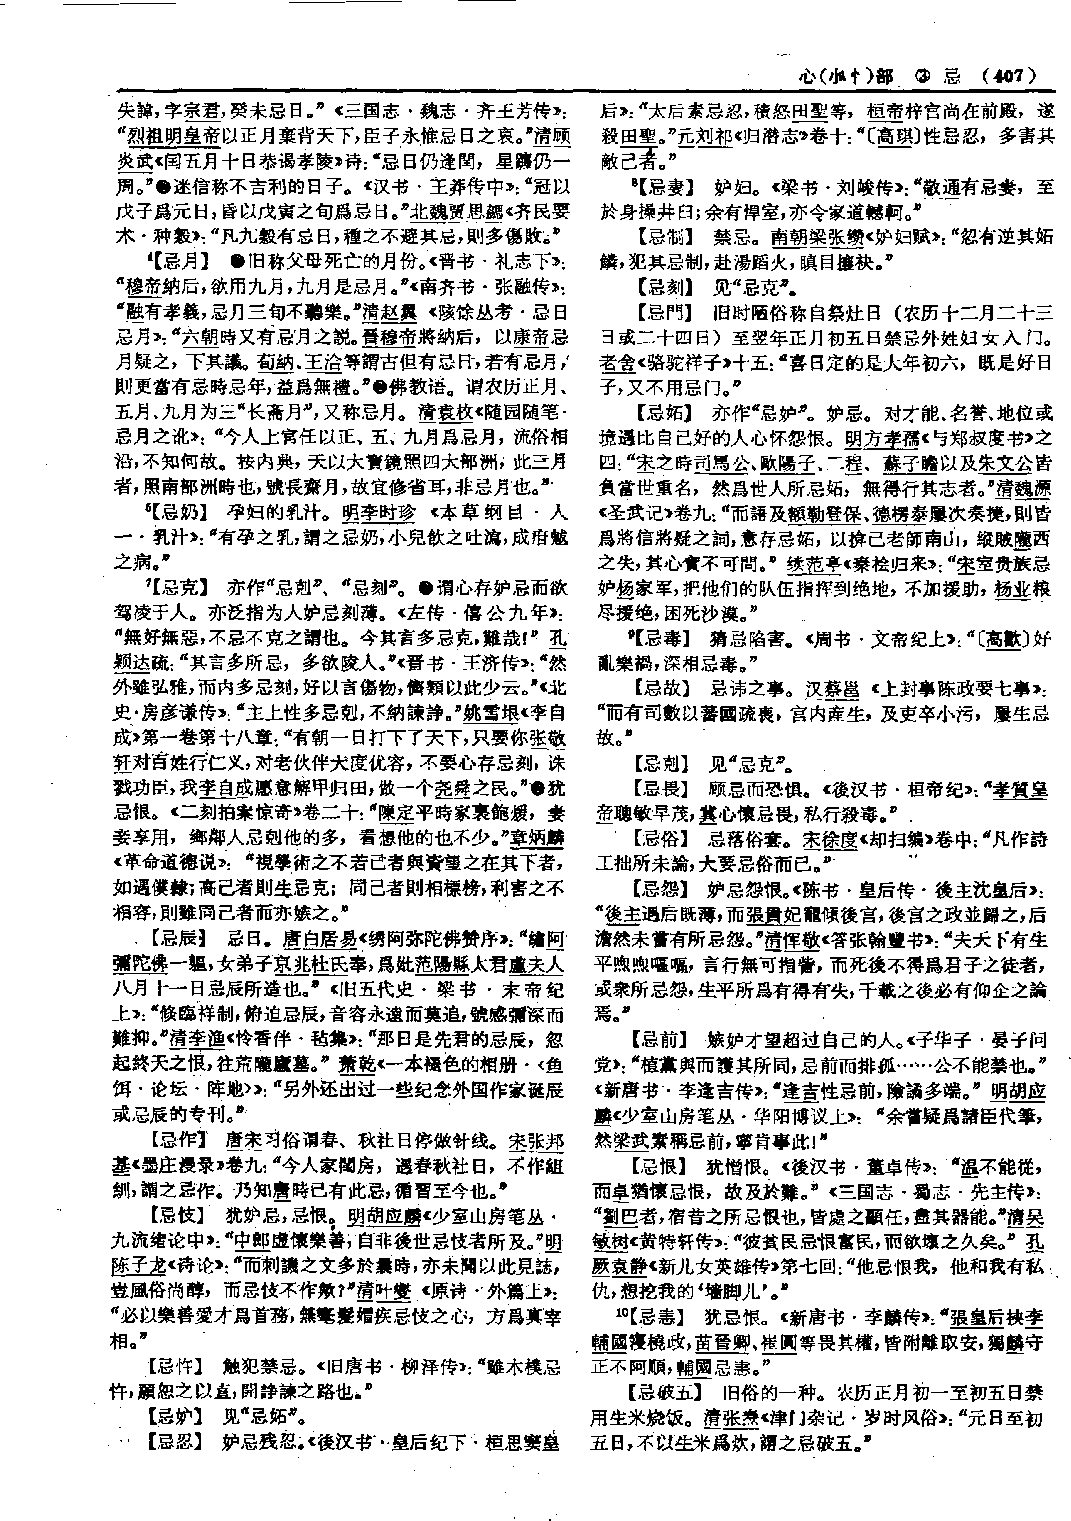 心(忄⺗)部 ③ 忌 (407)
失諱,字宗君,癸未忌日。”《三国志·魏志·齐王芳传》:
“烈祖明皇帝以正月棄背天下,臣子永惟忌日之哀。”清顾
炎武《闰五月十日恭谒孝陵》诗:“忌日仍逢閏,星躔仍一
周。”❷迷信称不吉利的日子。《汉书·王莽传中》:“冠以
戊子爲元日,昏以戊寅之旬爲忌日。”北魏贾思勰《齐民要
术·种穀》:“凡九穀有忌日,種之不避其忌,則多傷敗。”
⁴【忌月】 ❶旧称父母死亡的月份。《晋书·礼志下》:
“穆帝纳后,欲用九月,九月是忌月。”《南齐书·张融传》:
“融有孝義,忌月三旬不聽樂。”清赵翼《陔馀丛考·忌日
忌月》:“六朝時又有忌月之説。晉穆帝將納后,以康帝忌
月疑之,下其議。荀納、王洽等謂古但有忌日,若有忌月,
則更當有忌時忌年,益爲無禮。”❷佛教语。谓农历正月、
五月、九月为三“长斋月”,又称忌月。清袁枚《随园随笔·
忌月之讹》:“今人上官任以正、五、九月爲忌月,流俗相
沿,不知何故。按内典,天以大寶鏡照四大部洲,此三月
者,照南部洲時也,號長齋月,故宜修省耳,非忌月也。”
⁵【忌奶】 孕妇的乳汁。明李时珍《本草纲目·人
一·乳汁》:“有孕之乳,謂之忌奶,小兒飲之吐瀉,成疳魃
之病。”
⁷【忌克】 亦作“忌剋”、“忌刻”。❶谓心存妒忌而欲
驾凌于人。亦泛指为人妒忌刻薄。《左传·僖公九年》:
“無好無惡,不忌不克之謂也。今其言多忌克,難哉!”孔
颖达疏:“其言多所忌,多欲陵人。”《晋书·王济传》:“然
外雖弘雅,而内多忌刻,好以言傷物,儕類以此少云。”《北
史·房彦谦传》:“主上性多忌剋,不納諫諍。”姚雪垠《李自
成》第一卷第十八章:“有朝一日打下了天下,只要你张敬
轩对百姓行仁义,对老伙伴大度优容,不要心存忌刻,诛
戮功臣,我李自成愿意解甲归田,做一个尧舜之民。”❷犹
忌恨。《二刻拍案惊奇》卷二十:“陳定平時家裏飽煖,妻
妾享用,鄉鄰人忌剋他的多,看想他的也不少。”章炳麟
《革命道德说》:“視學術之不若己者與資望之在其下者,
如遇僕隸;高己者則生忌克;同己者則相標榜,利害之不
相容,則雖同己者而亦嫉之。”
【忌辰】 忌日。唐白居易《绣阿弥陀佛赞序》:“繡阿
彌陀佛一軀,女弟子京兆杜氏奉,爲妣范陽縣太君盧夫人
八月十一日忌辰所造也。”《旧五代史·梁书·末帝纪
上》:“倏臨祥制,俯迫忌辰,音容永遠而莫追,號感彌深而
難抑。”清李渔《怜香伴·毡集》:“那日是先君的忌辰,忽
起終天之恨,往荒隴廬墓。”萧乾《一本褪色的相册·〈鱼
饵·论坛·阵地〉》:“另外还出过一些纪念外国作家诞辰
或忌辰的专刊。”
【忌作】 唐宋习俗谓春、秋社日停做针线。宋张邦
基《墨庄漫录》卷九:“今人家閨房,遇春秋社日,不作組
紃,謂之忌作。乃知唐時已有此忌,循習至今也。”
【忌忮】 犹妒忌,忌恨。明胡应麟《少室山房笔丛·
九流绪论中》:“中郎虚懷樂善,自非後世忌忮者所及。”明
陈子龙《诗论》:“而刺譏之文多於曩時,亦未聞以此見誅,
豈風俗尚醇,而忌忮不作歟?”清叶燮《原诗·外篇上》:
“必以樂善愛才爲首務,無毫髮媢疾忌忮之心,方爲真宰
相。”
【忌忤】 触犯禁忌。《旧唐书·柳泽传》:“雖木樸忌
忤,願恕之以直,開諍諫之路也。”
【忌妒】 见“忌妬”。
【忌忍】 妒忌残忍。《後汉书·皇后纪下·桓思窦皇
后》:“太后素忌忍,積怒田聖等,桓帝梓宫尚在前殿,遂
殺田聖。”元刘祁《归潜志》卷十:“〔高琪〕性忌忍,多害其
敵己者。”
⁸【忌妻】 妒妇。《梁书·刘峻传》:“敬通有忌妻,至
於身操井臼;余有悍室,亦令家道轗軻。”
【忌制】 禁忌。南朝梁张缵《妒妇赋》:“忽有逆其妬
鱗,犯其忌制,赴湯蹈火,瞋目攘袂。”
【忌刻】 见“忌克”。
【忌門】 旧时陋俗称自祭灶日(农历十二月二十三
日或二十四日)至翌年正月初五日禁忌外姓妇女入门。
老舍《骆驼祥子》十五:“喜日定的是大年初六,既是好日
子,又不用忌门。”
【忌妬】 亦作“忌妒”。妒忌。对才能、名誉、地位或
境遇比自己好的人心怀怨恨。明方孝孺《与郑叔度书》之
四:“宋之時司馬公、歐陽子、二程、蘇子瞻以及朱文公皆
負當世重名,然爲世人所忌妬,無得行其志者。”清魏源
《圣武记》卷九:“而語及額勒登保、德楞泰屢次奏捷,則皆
爲將信將疑之詞,意存忌妬,以揜己老師南山,縱賊隴西
之失,其心實不可問。”续范亭《秦桧归来》:“宋室贵族忌
妒杨家军,把他们的队伍指挥到绝地,不加援助,杨业粮
尽援绝,困死沙漠。”
⁹【忌毒】 猜忌陷害。《周书·文帝纪上》:“〔高歡〕好
亂樂禍,深相忌毒。”
【忌故】 忌讳之事。汉蔡邕《上封事陈政要七事》:
“而有司數以蕃國疏喪,宫内産生,及吏卒小污,屢生忌
故。”
【忌剋】 见“忌克”。
【忌畏】 顾忌而恐惧。《後汉书·桓帝纪》:“孝質皇
帝聰敏早茂,冀心懷忌畏,私行殺毒。”
【忌俗】 忌落俗套。宋徐度《却扫编》卷中:“凡作詩
工拙所未論,大要忌俗而已。”
【忌怨】 妒忌怨恨。《陈书·皇后传·後主沈皇后》:
“後主遇后既薄,而張貴妃寵傾後宫,後宫之政並歸之,后
澹然未嘗有所忌怨。”清恽敬《答张翰豐书》:“夫天下有生
平煦煦嘔嘔,言行無可指訾,而死後不得爲君子之徒者,
或衆所忌怨,生平所爲有得有失,千載之後必有仰企之論
焉。”
【忌前】 嫉妒才望超过自己的人。《子华子·晏子问
党》:“植黨與而護其所同,忌前而排孤……公不能禁也。”
《新唐书·李逢吉传》:“逢吉性忌前,險譎多端。”明胡应
麟《少室山房笔丛·华阳博议上》:“余嘗疑爲諸臣代筆,
然梁武素稱忌前,寧肯事此!”
【忌恨】 犹憎恨。《後汉书·董卓传》:“温不能從,
而卓猶懷忌恨,故及於難。”《三国志·蜀志·先主传》:
“劉巴者,宿昔之所忌恨也,皆處之顯任,盡其器能。”清吴
敏树《黄特轩传》:“彼貧民忌恨富民,而欲壞之久矣。”孔
厥袁静《新儿女英雄传》第七回:“他忌恨我,他和我有私
仇,想挖我的‘墙脚儿’。”
¹⁰【忌恚】 犹忌恨。《新唐书·李麟传》:“張皇后挾李
輔國寖橈政,苗晉卿、崔圓等畏其權,皆附離取安,獨麟守
正不阿順,輔國忌恚。”
【忌破五】 旧俗的一种。农历正月初一至初五日禁
用生米烧饭。清张焘《津门杂记·岁时风俗》:“元日至初
五日,不以生米爲炊,謂之忌破五。”